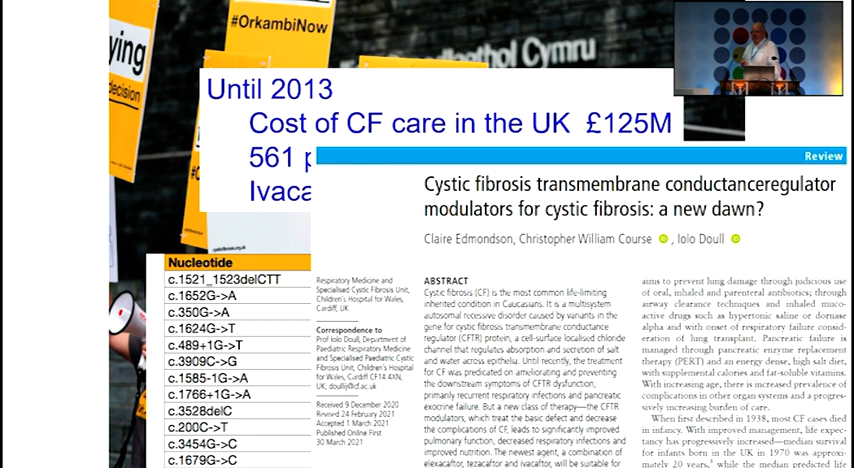 #OrkambiNow
ying
decision
Cymru
Until 2013
Cost of CF care in the UK £125M
561 p
Ivaca
Review
Cystic fibrosis transmembrane conductanceregulator
modulators for cystic fibrosis: a new dawn?
Claire Edmondson, Christopher William Course, Iolo Doull
Nucleotide
c.1521_1523delCTT
c.1652G->A
c.350G->A
c.1624G->T
c.489+1G->T
c.3909C->G
c.1585-1G->A
c.1766+1G->A
c.3528delC
c.200C->T
c.3454G->C
c.1679G->C
Respiratory Medicine and
Specialised Cystic Fibrosis Unit,
Children's Hospital for Wales,
Cardiff, UK
Correspondence to
Prof Iolo Doull, Department of
Paediatric Respiratory Medicine
and Specialised Paediatric Cystic
Fibrosis Unit, Children's Hospital
for Wales, Cardiff CF14 4XN,
UK; doullij@cf.ac.uk
Received 9 December 2020
Revised 24 February 2021
Accepted 1 March 2021
Published Online First
30 March 2021
ABSTRACT
Cystic fibrosis (CF) is the most common life-limiting
inherited condition in Caucasians. It is a multisystem
autosomal recessive disorder caused by variants in the
gene for cystic fibrosis transmembrane conductance
regulator (CFTR) protein, a cell-surface localised chloride
channel that regulates absorption and secretion of salt
and water across epithelia. Until recently, the treatment
for CF was predicated on ameliorating and preventing
the downstream symptoms of CFTR dysfunction,
primarily recurrent respiratory infections and pancreatic
exocrine failure. But a new class of therapy—the CFTR
modulators, which treat the basic defect and decrease
the complications of CF, leads to significantly improved
pulmonary function, decreased respiratory infections and
improved nutrition. The newest agent, a combination of
elexacaftor, tezacaftor and ivacaftor, will be suitable for
aims to prevent lung damage through judicious use
of oral, inhaled and parenteral antibiotics; through
airway clearance techniques and inhaled muco-
active drugs such as hypertonic saline or dornase
alpha and with onset of respiratory failure consid-
eration of lung transplant. Pancreatic failure is
managed through pancreatic enzyme replacement
therapy (PERT) and an energy dense, high salt diet,
with supplemental calories and fat-soluble vitamins.
With increasing age, there is increased prevalence of
complications in other organ systems and a progres-
sively increasing burden of care.
When first described in 1938, most CF cases died
in infancy. With improved management, life expec-
tancy has progressively increased—median survival
for infants born in the UK in 1970 was approxi-
mately 20 years, while the median predicted life